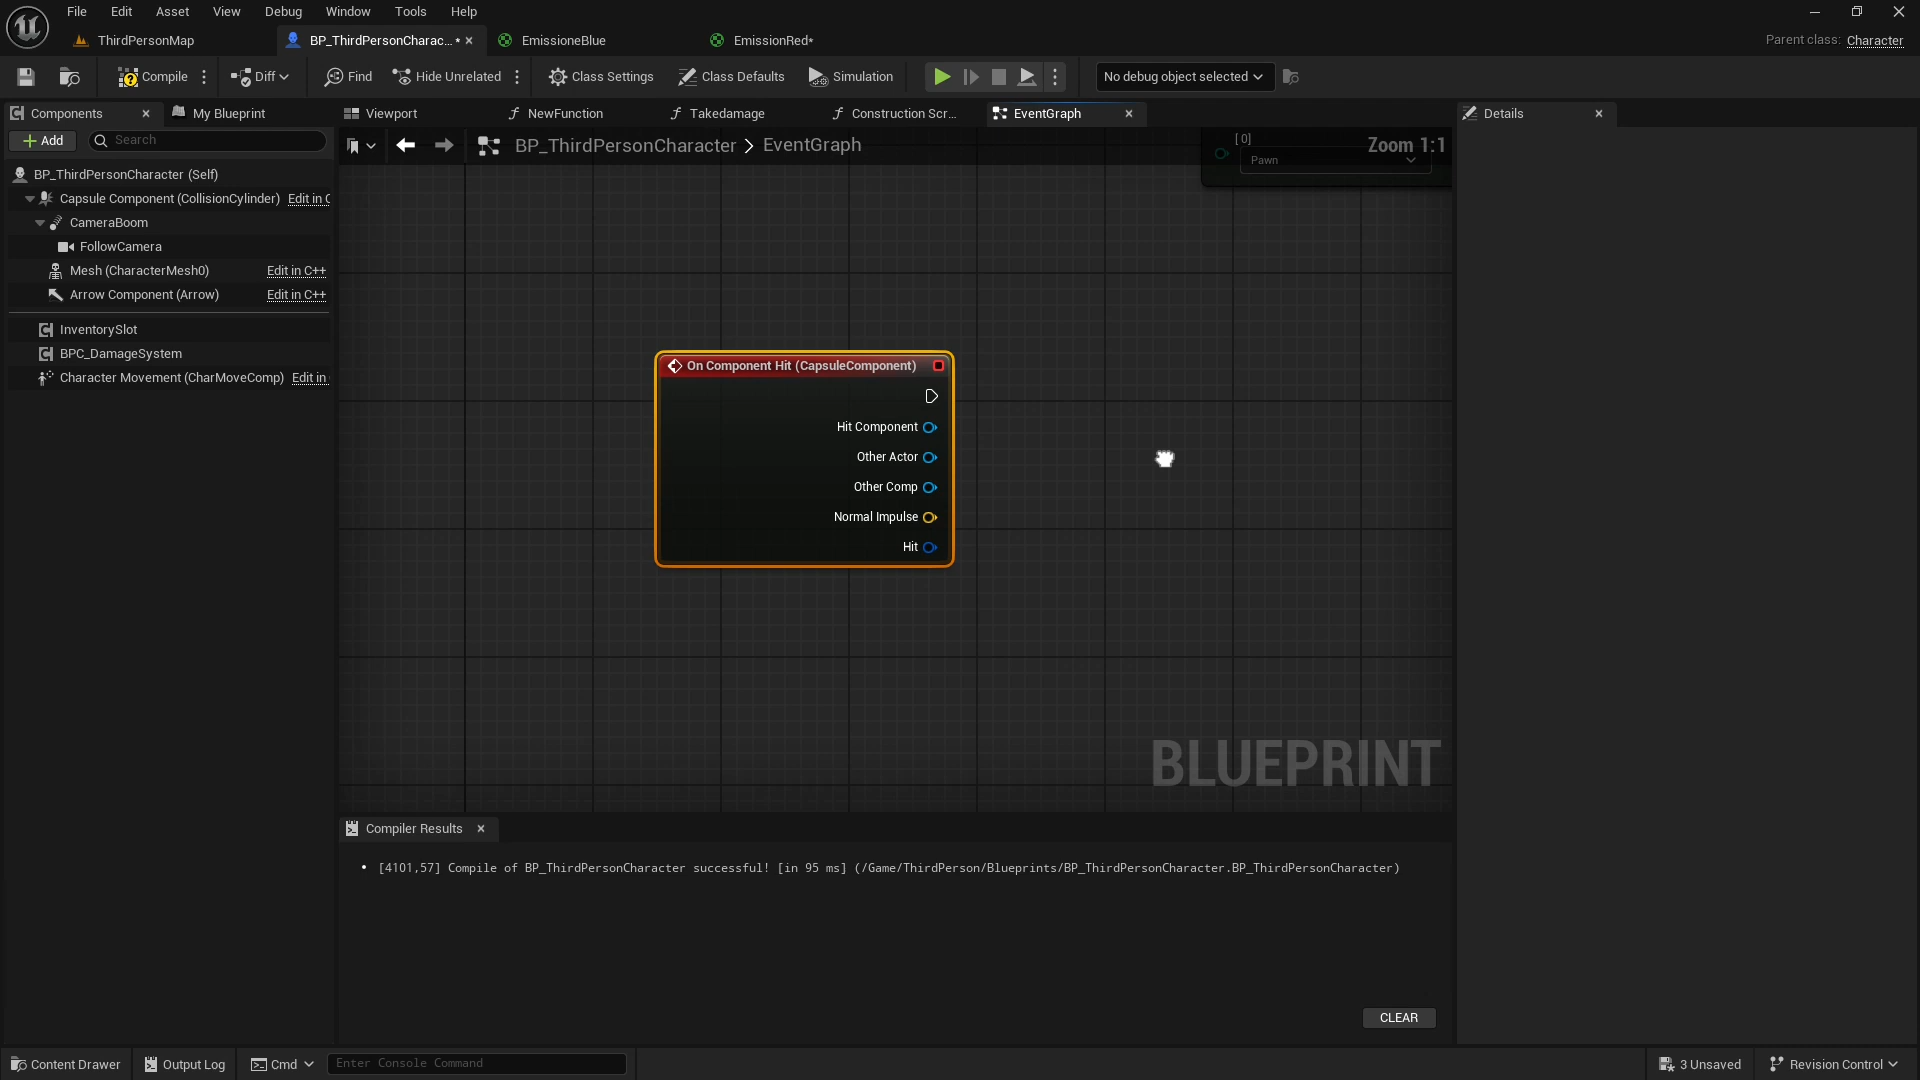 File Edit Asset View Debug Window Tools Help
ThirdPersonMap BP_ThirdPersonCharac... * EmissioneBlue EmissionRed* Parent class: Character
Compile Diff Find Hide Unrelated Class Settings Class Defaults Simulation No debug object selected
Components My Blueprint Viewport NewFunction Takedamage Construction Scr... EventGraph Details
Add Search BP_ThirdPersonCharacter > EventGraph [ 0] Pawn Zoom 1:1
BP_ThirdPersonCharacter (Self)
Capsule Component (CollisionCylinder) Edit in C
CameraBoom
FollowCamera
Mesh (CharacterMesh0) Edit in C++
Arrow Component (Arrow) Edit in C++
InventorySlot
BPC_DamageSystem
Character Movement (CharMoveComp) Edit in
On Component Hit (CapsuleComponent)
Hit Component
Other Actor
Other Comp
Normal Impulse
Hit
BLUEPRINT
Compiler Results
• [4101,57] Compile of BP_ThirdPersonCharacter successful! [in 95 ms] (/Game/ThirdPerson/Blueprints/BP_ThirdPersonCharacter.BP_ThirdPersonCharacter)
CLEAR
Content Drawer Output Log Cmd Enter Console Command 3 Unsaved Revision Control